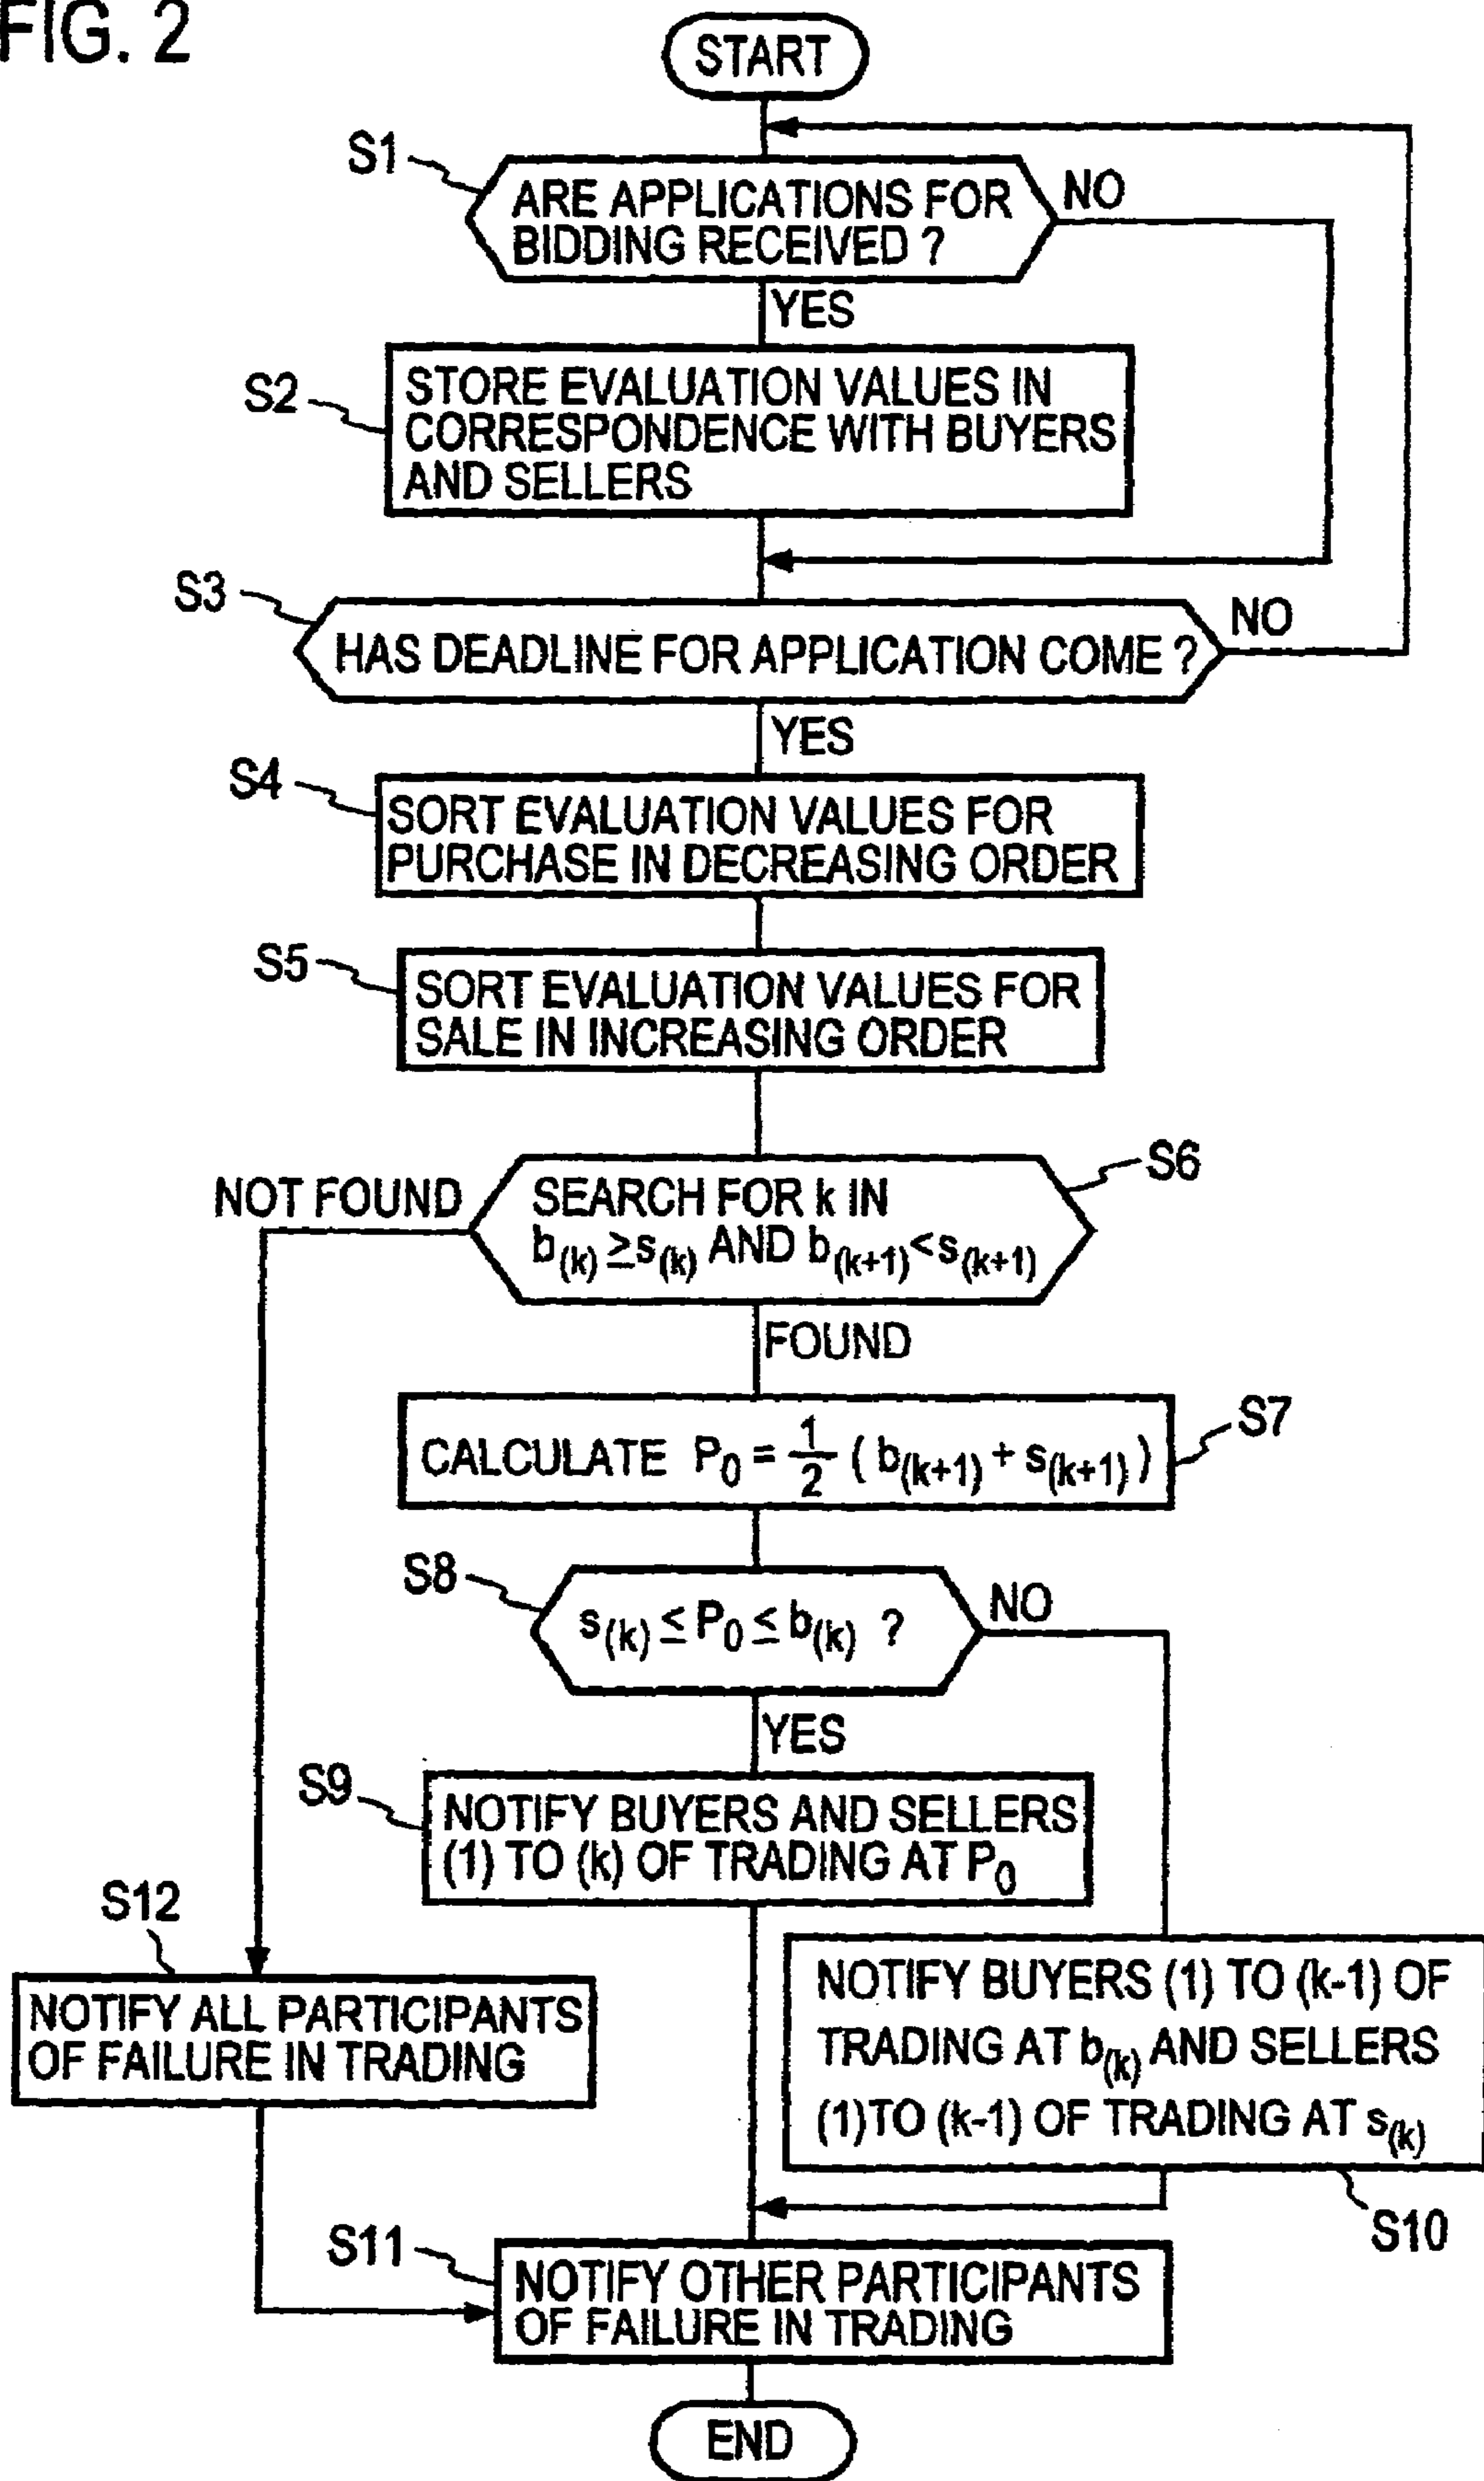 FIG. 2
START
S1
ARE APPLICATIONS FOR
BIDDING RECEIVED ?
NO
YES
S2
STORE EVALUATION VALUES IN
CORRESPONDENCE WITH BUYERS
AND SELLERS
S3
HAS DEADLINE FOR APPLICATION COME ?
NO
YES
S4
SORT EVALUATION VALUES FOR
PURCHASE IN DECREASING ORDER
S5
SORT EVALUATION VALUES FOR
SALE IN INCREASING ORDER
S6
NOT FOUND
SEARCH FOR k IN
b(k) ≥s(k) AND b(k+1)<s(k+1)
FOUND
S7
CALCULATE P0 = 1/2 ( b(k+1) + s(k+1) )
S8
s(k) ≤ P0 ≤ b(k) ?
NO
YES
S9
NOTIFY BUYERS AND SELLERS
(1) TO (k) OF TRADING AT P0
S12
NOTIFY ALL PARTICIPANTS
OF FAILURE IN TRADING
NOTIFY BUYERS (1) TO (k-1) OF
TRADING AT b(k) AND SELLERS
(1)TO (k-1) OF TRADING AT s(k)
S10
S11
NOTIFY OTHER PARTICIPANTS
OF FAILURE IN TRADING
END